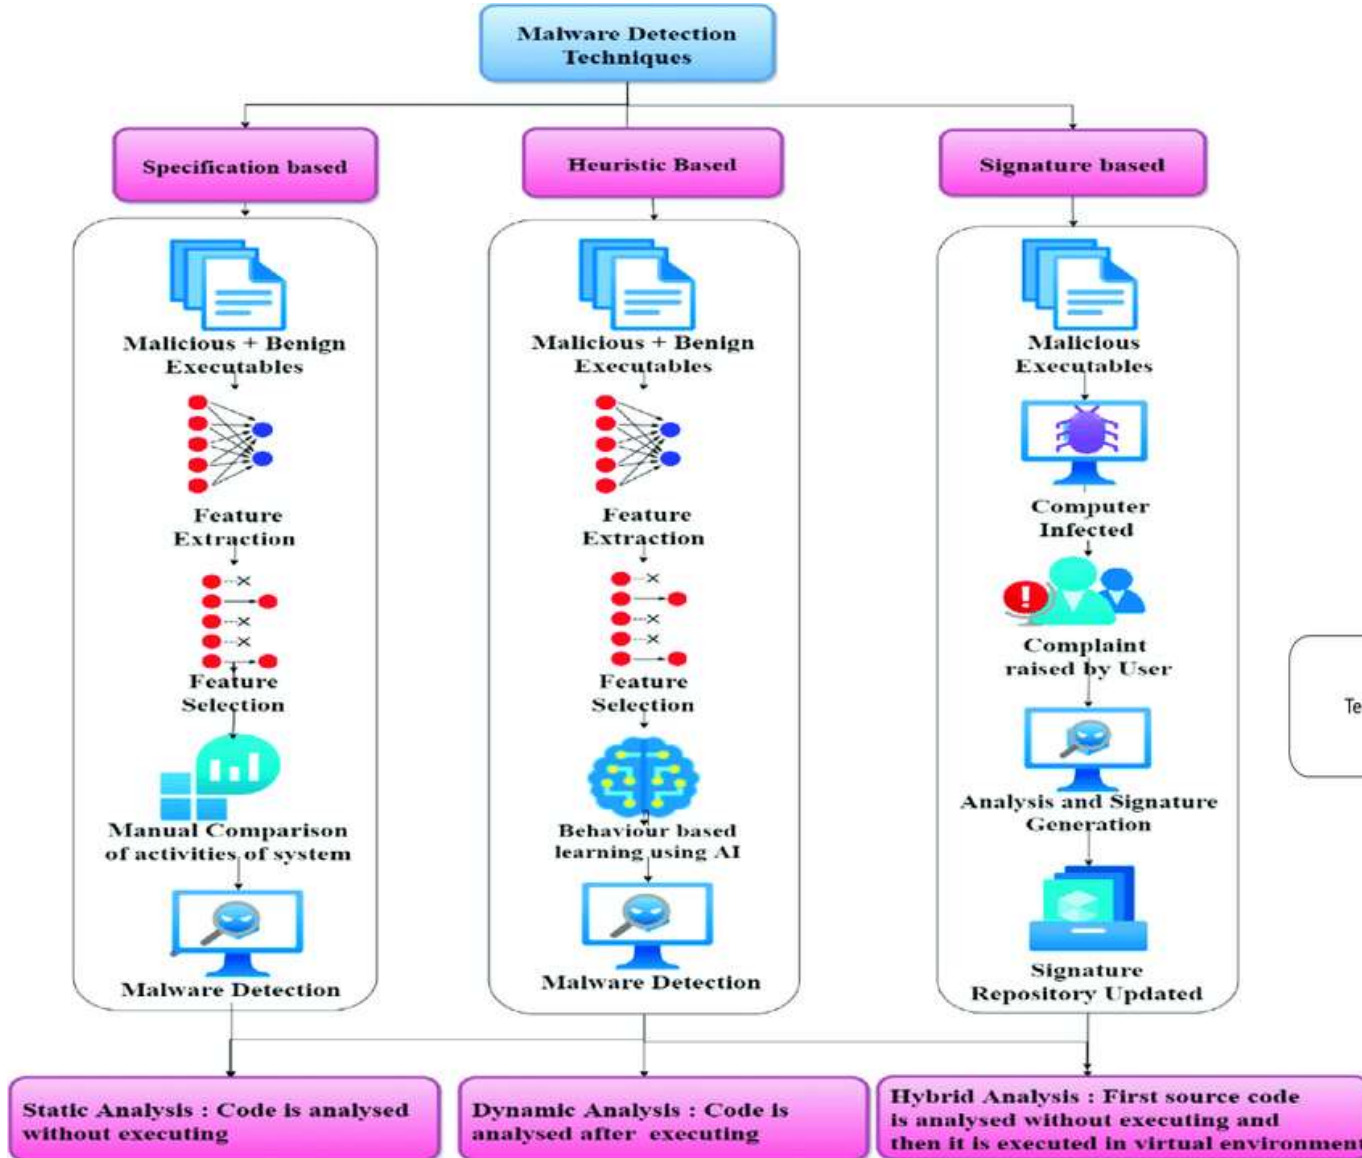 Malware Detection
Techniques
Specification based
Heuristic Based
Signature based
Malicious + Benign
Executables
Feature
Extraction
Feature
Selection
Manual Comparison
of activities of system
Malware Detection
Malicious + Benign
Executables
Feature
Extraction
Feature
Selection
Behaviour based
learning using AI
Malware Detection
Malicious
Executables
Computer
Infected
Complaint
raised by User
Analysis and Signature
Generation
Signature
Repository Updated
Te
Static Analysis : Code is analysed
without executing
Dynamic Analysis : Code is
analysed after executing
Hybrid Analysis : First source code
is analysed without executing and
then it is executed in virtual environment